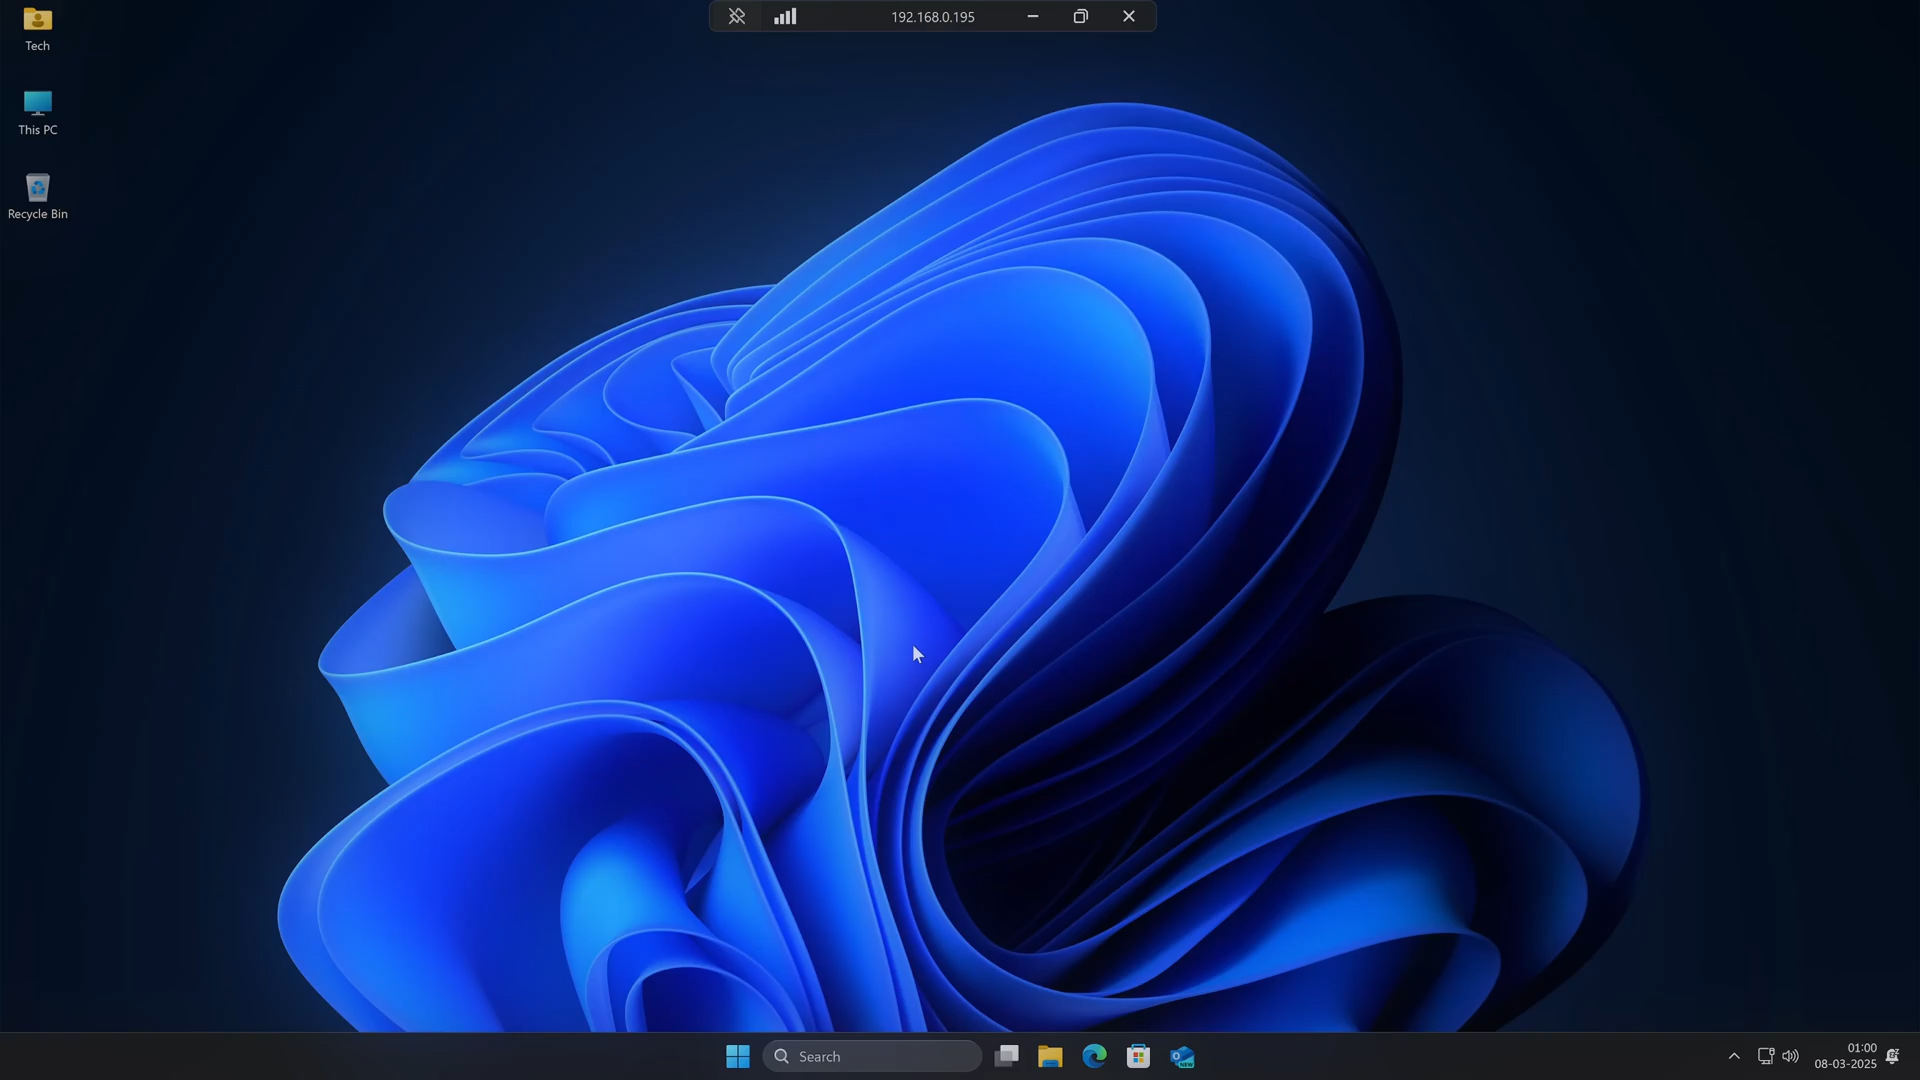 192.168.0.195
Tech
This PC
Recycle Bin
Search
01:00
08-03-2025